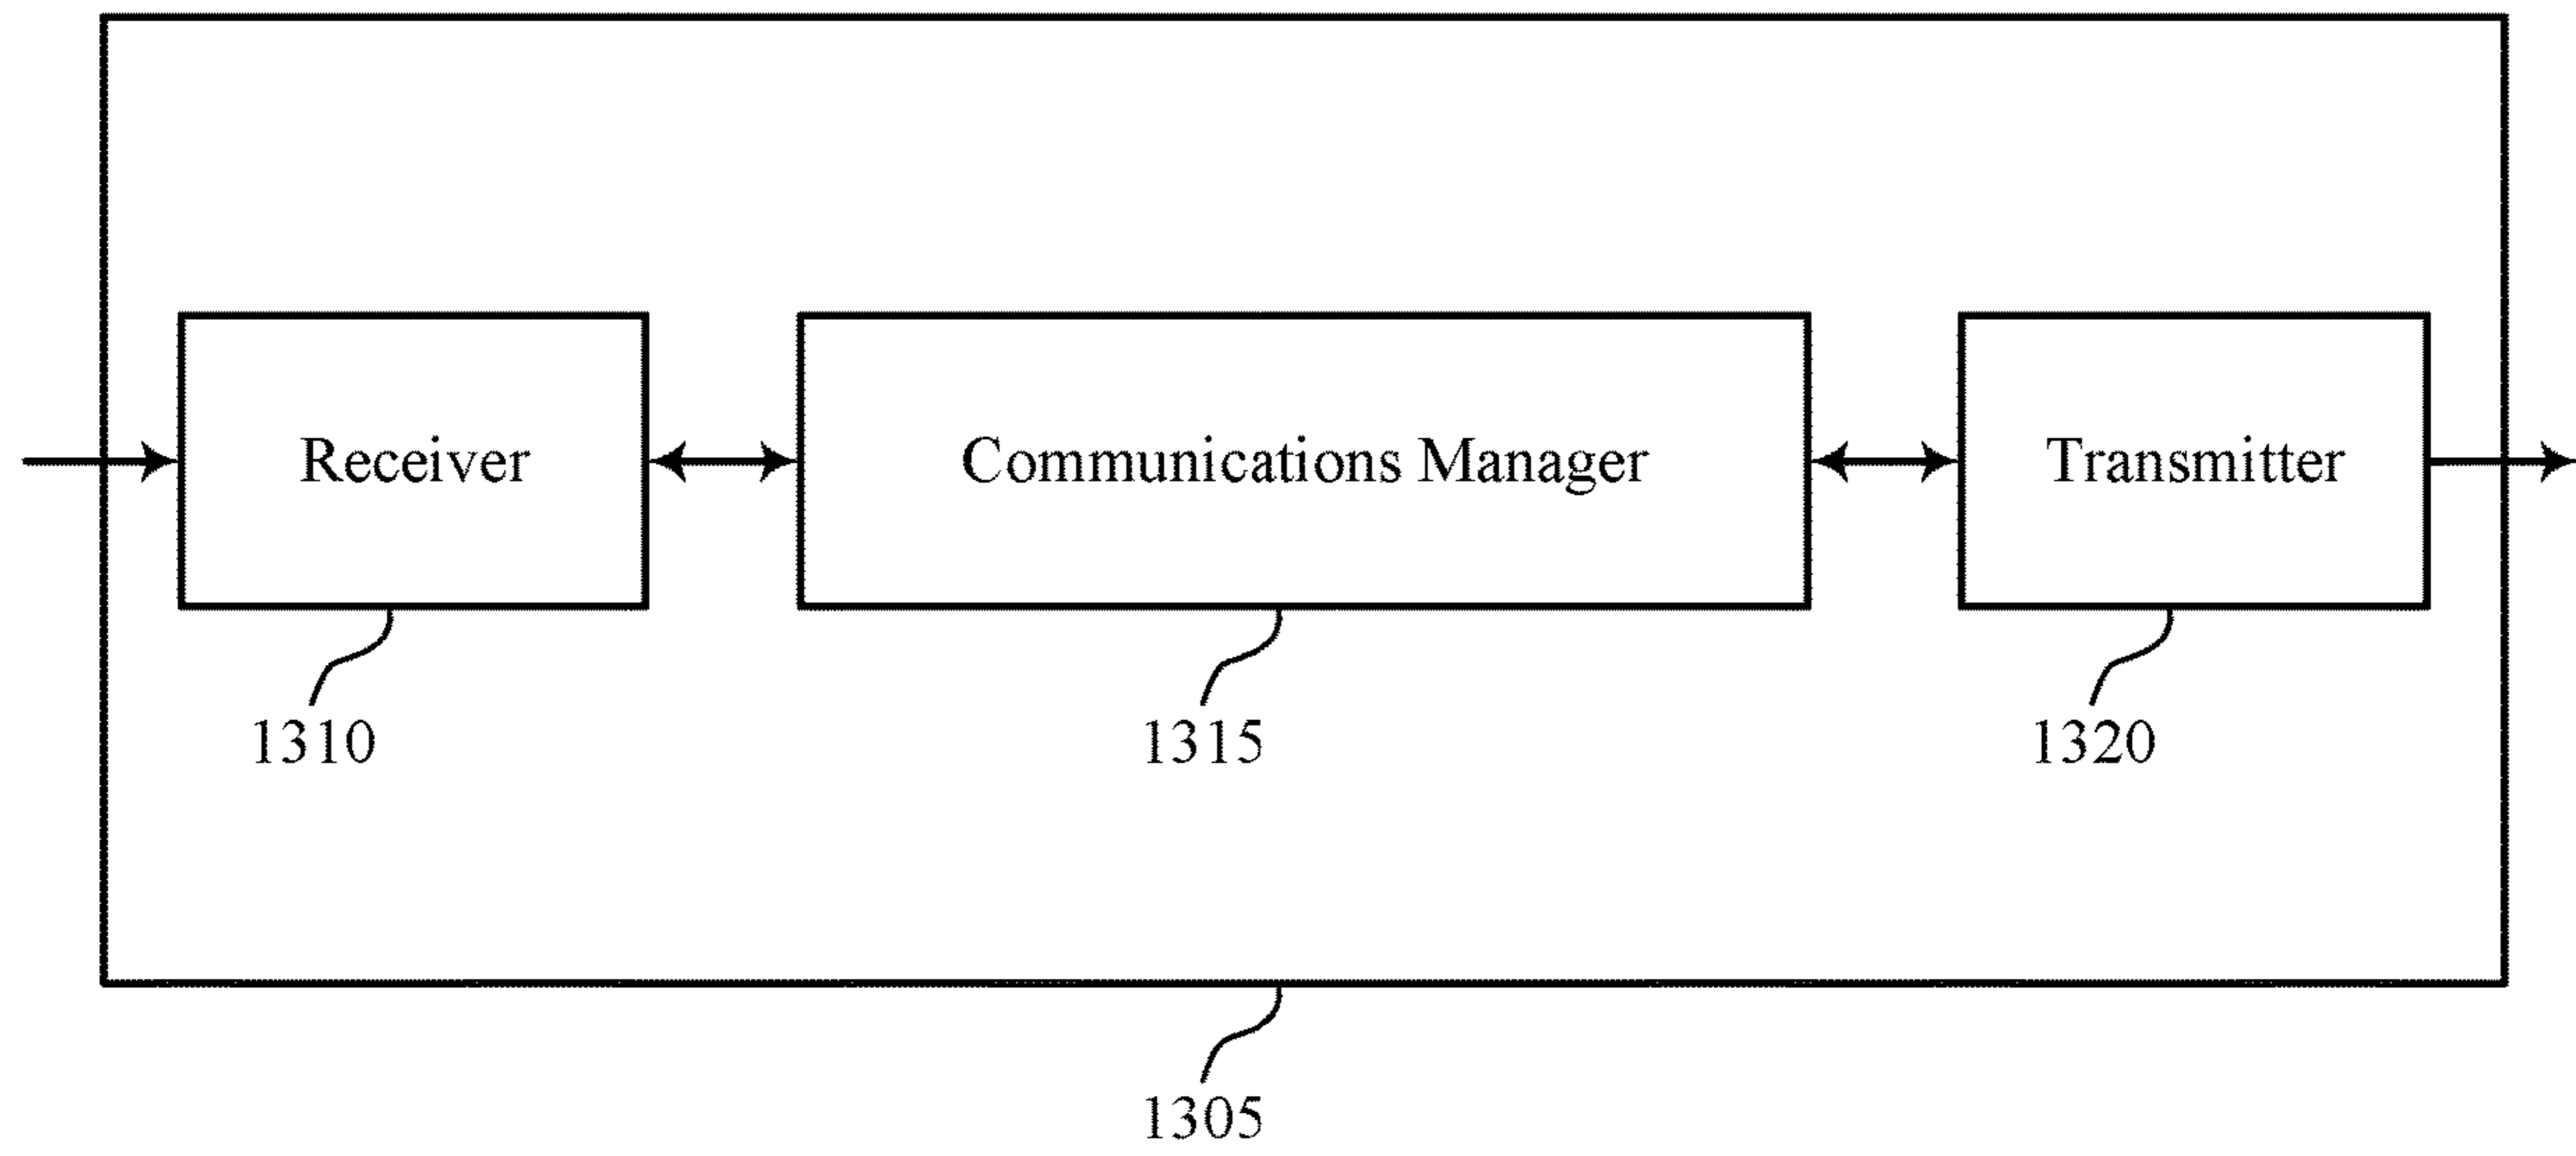 Receiver
Communications Manager
Transmitter
1310
1315
1320
1305